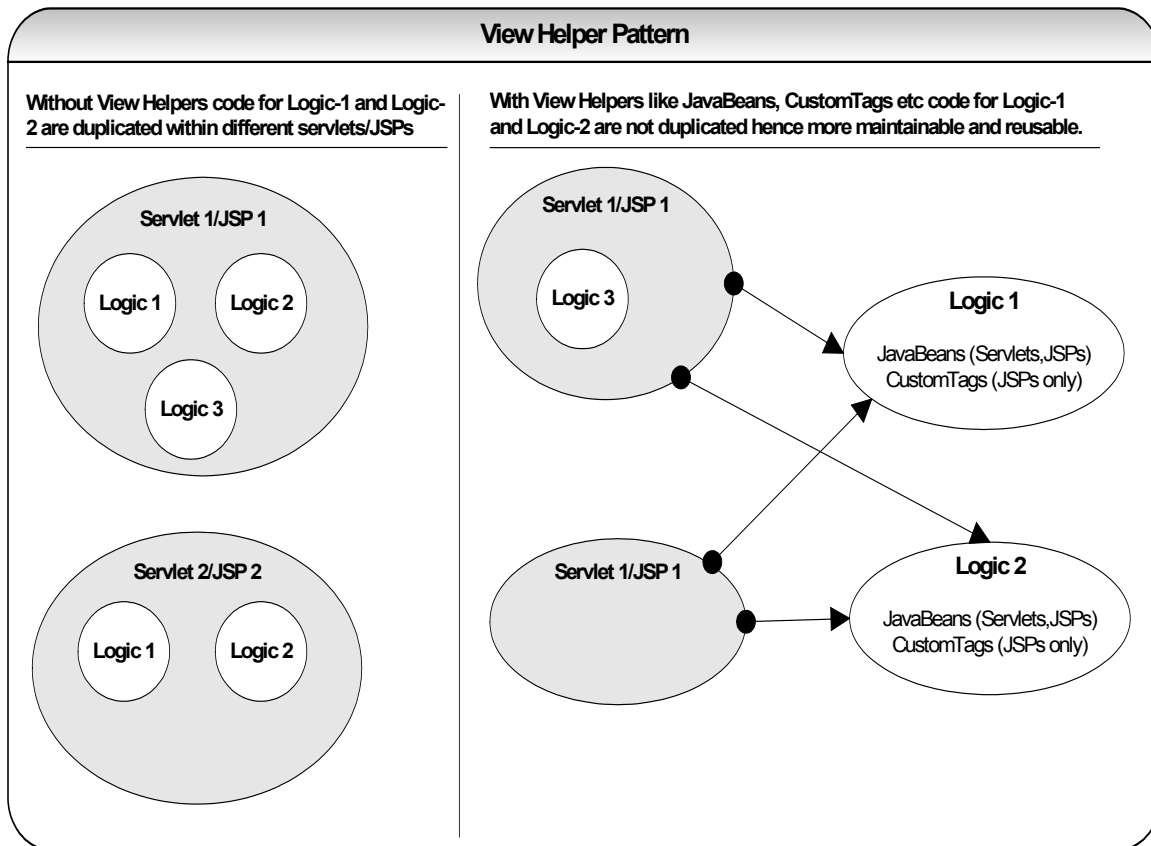 View Helper Pattern
Without View Helpers code for Logic-1 and Logic-
2 are duplicated within different servlets/JSPs
Servlet 1/JSP 1
Logic 1
Logic 2
Logic 3
Servlet 2/JSP 2
Logic 1
Logic 2
With View Helpers like JavaBeans, CustomTags etc code for Logic-1
and Logic-2 are not duplicated hence more maintainable and reusable.
Servlet 1/JSP 1
Logic 3
Logic 1
JavaBeans (Servlets,JSPs)
CustomTags (JSPs only)
Servlet 1/JSP 1
Logic 2
JavaBeans (Servlets,JSPs)
CustomTags (JSPs only)